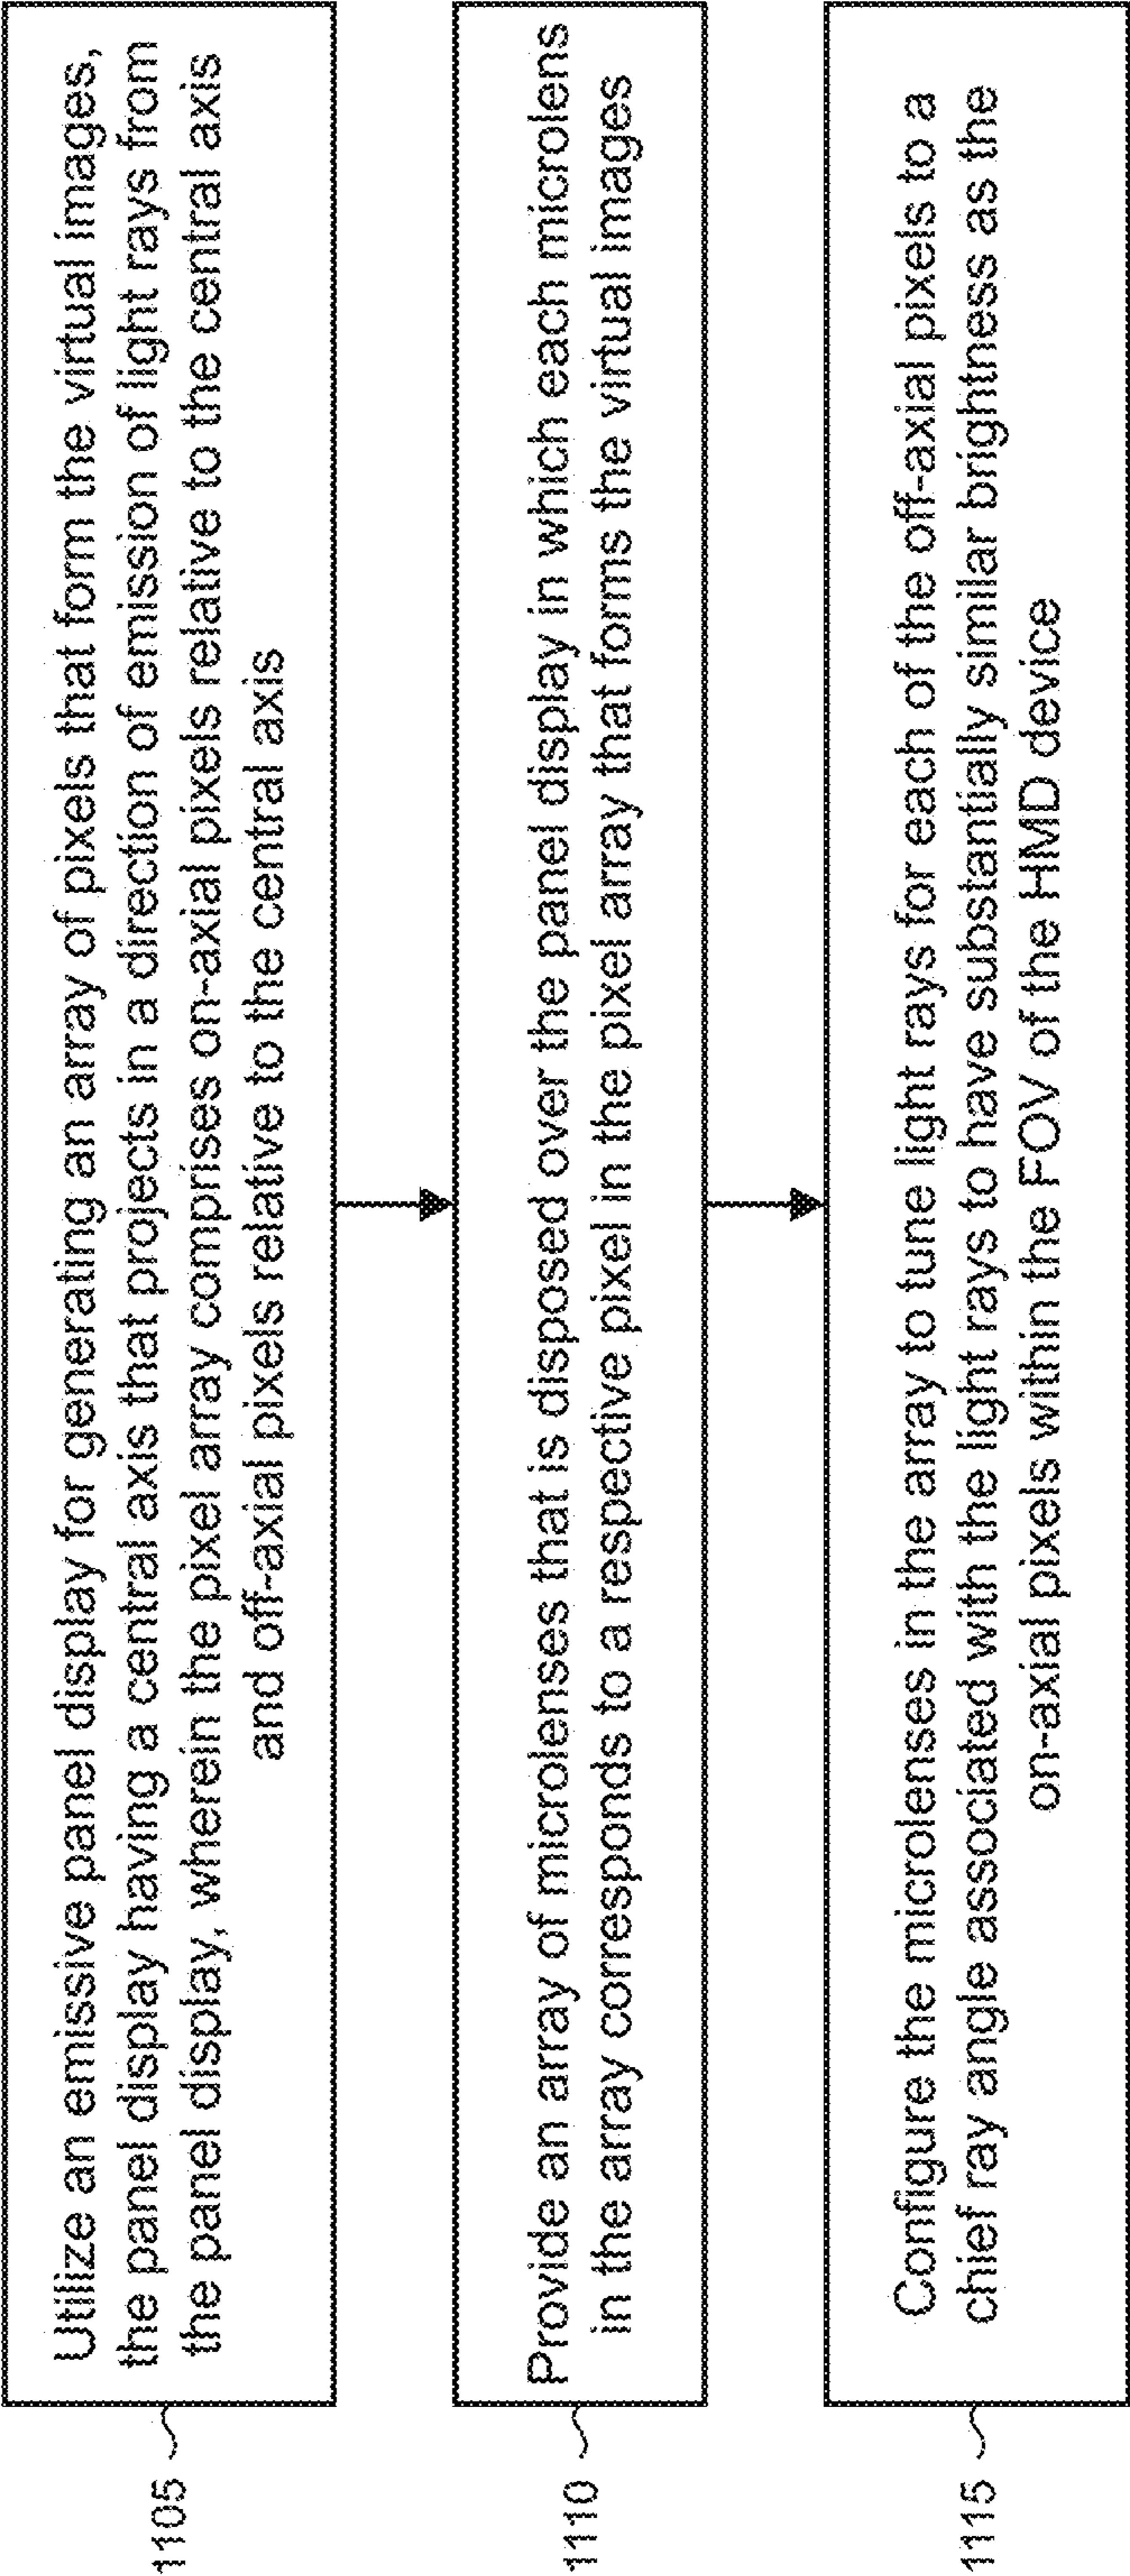 Utilize an emissive panel display for generating an array of pixels that form the virtual images,
the panel display having a central axis that projects in a direction of emission of light rays from
the panel display, wherein the pixel array comprises on-axial pixels relative to the central axis
and off-axial pixels relative to the central axis
1105
Provide an array of microlenses that is disposed over the panel display in which each microlens
in the array corresponds to a respective pixel in the pixel array that forms the virtual images
1110
Configure the microlenses in the array to tune light rays for each of the off-axial pixels to a
chief ray angle associated with the light rays to have substantially similar brightness as the
on-axial pixels within the FOV of the HMD device
1115